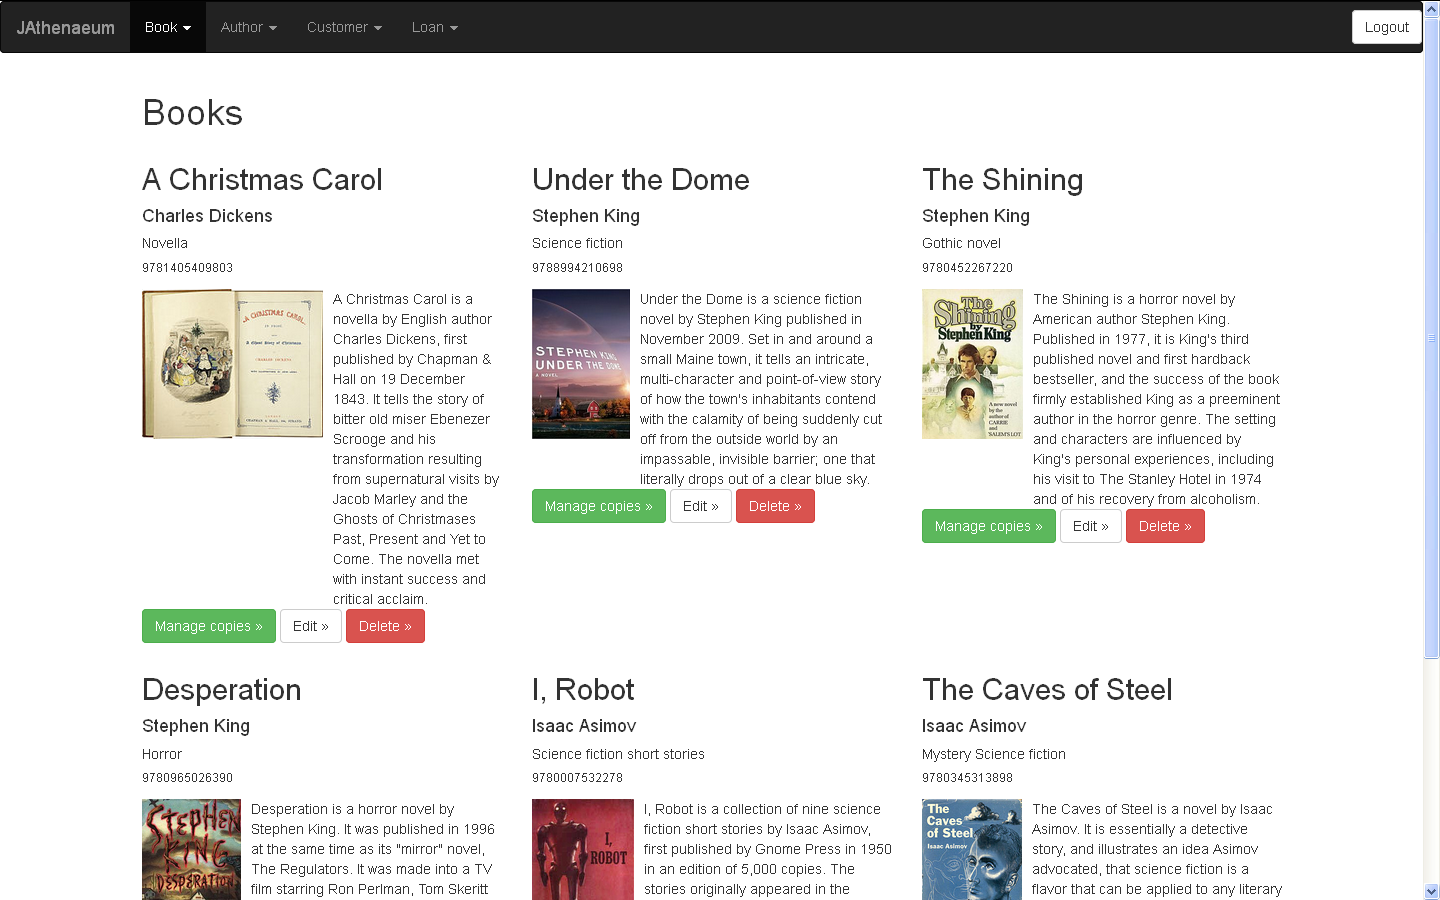 JAthenaeum Book Author Customer Loan Logout
Books
A Christmas Carol
Charles Dickens
Novella
9781405409803
A Christmas Carol is a
novella by English author
Charles Dickens, first
published by Chapman &
Hall on 19 December
1843. It tells the story of
bitter old miser Ebenezer
Scrooge and his
transformation resulting
from supernatural visits by
Jacob Marley and the
Ghosts of Christmases
Past, Present and Yet to
Come. The novella met
with instant success and
critical acclaim.
Manage copies » Edit » Delete »
Under the Dome
Stephen King
Science fiction
9788994210698
STEPHEN KING
UNDER THE DOME
A NOVEL
Under the Dome is a science fiction
novel by Stephen King published in
November 2009. Set in and around a
small Maine town, it tells an intricate,
multi-character and point-of-view story
of how the town's inhabitants contend
with the calamity of being suddenly cut
off from the outside world by an
impassable, invisible barrier; one that
literally drops out of a clear blue sky.
Manage copies » Edit » Delete »
The Shining
Stephen King
Gothic novel
9780452267220
The
Shining
by
Stephen King
A new novel
by the
author of
CARRIE
and
'SALEM'S LOT
The Shining is a horror novel by
American author Stephen King.
Published in 1977, it is King's third
published novel and first hardback
bestseller, and the success of the book
firmly established King as a preeminent
author in the horror genre. The setting
and characters are influenced by
King's personal experiences, including
his visit to The Stanley Hotel in 1974
and of his recovery from alcoholism.
Manage copies » Edit » Delete »
Desperation
Stephen King
Horror
9780965026390
STEPHEN
KING
DESPERATION
Desperation is a horror novel by
Stephen King. It was published in 1996
at the same time as its "mirror" novel,
The Regulators. It was made into a TV
film starring Ron Perlman, Tom Skeritt
I, Robot
Isaac Asimov
Science fiction short stories
9780007532278
I,
ROBOT
I, Robot is a collection of nine science
fiction short stories by Isaac Asimov,
first published by Gnome Press in 1950
in an edition of 5,000 copies. The
stories originally appeared in the
The Caves of Steel
Isaac Asimov
Mystery Science fiction
9780345313898
The
Caves
of Steel
Isaac Asimov
The Caves of Steel is a novel by Isaac
Asimov. It is essentially a detective
story, and illustrates an idea Asimov
advocated, that science fiction is a
flavor that can be applied to any literary